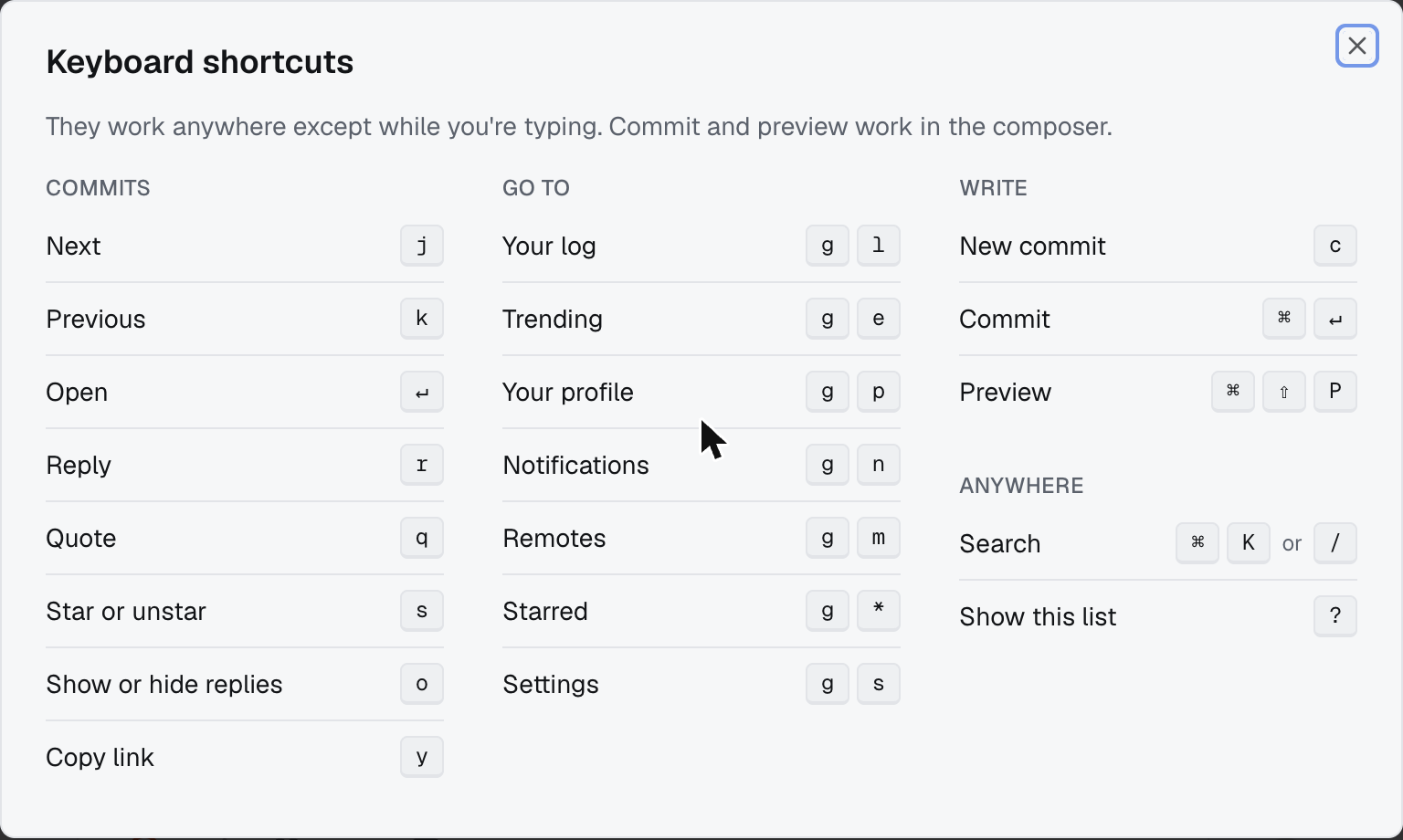 Keyboard shortcuts
They work anywhere except while you're typing. Commit and preview work in the composer.
COMMITS
Next j
Previous k
Open ↵
Reply r
Quote q
Star or unstar s
Show or hide replies o
Copy link y
GO TO
Your log g l
Trending g e
Your profile g p
Notifications g n
Remotes g m
Starred g *
Settings g s
WRITE
New commit c
Commit ⌘ ↵
Preview ⌘ ⇧ P
ANYWHERE
Search ⌘ K or /
Show this list ?